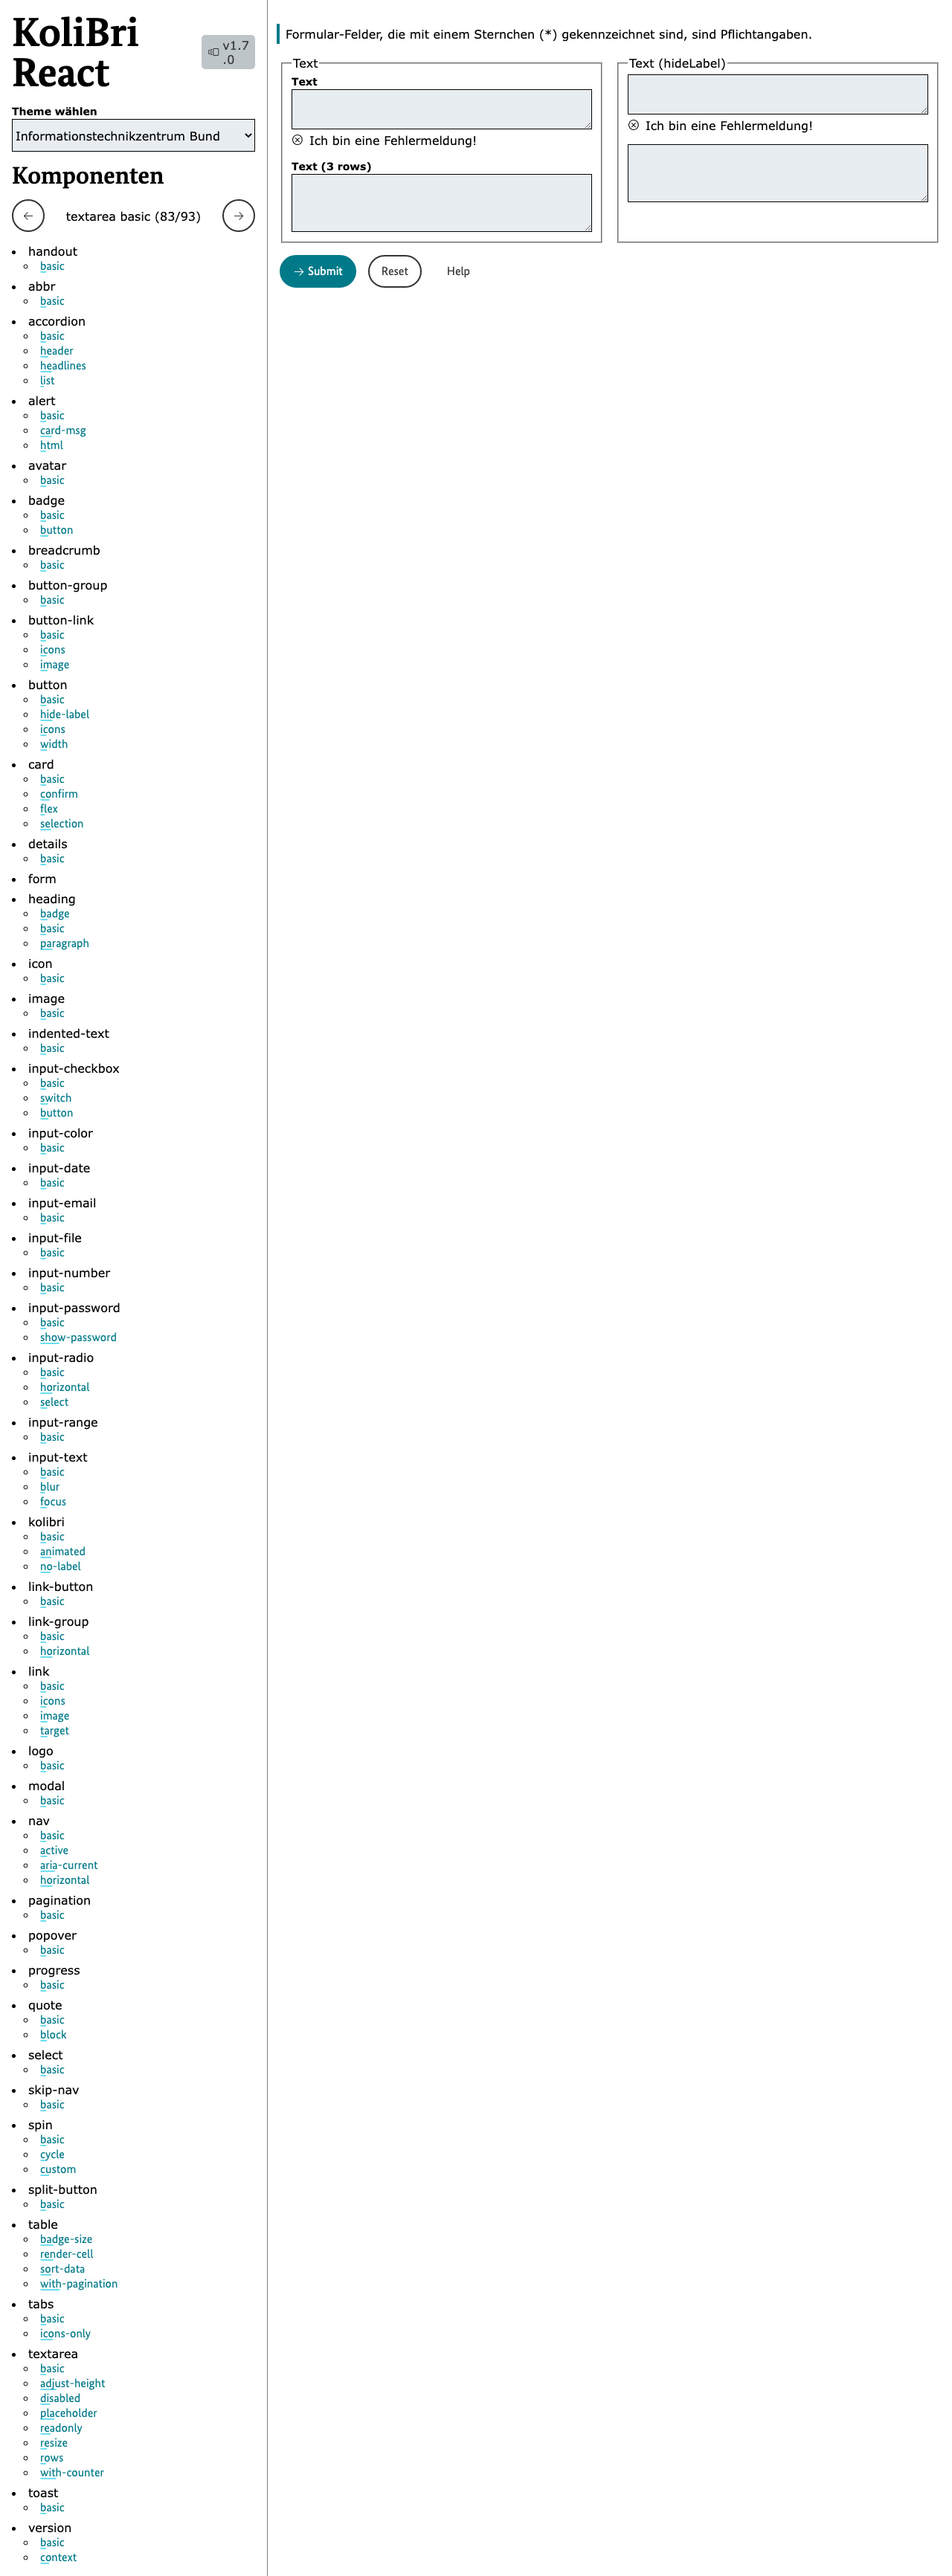 KoliBri
React
v1.7
.0
Theme wählen
Informationstechnikzentrum Bund
Komponenten
textarea basic (83/93)
handout
basic
abbr
basic
accordion
basic
header
headlines
list
alert
basic
card-msg
html
avatar
basic
badge
basic
button
breadcrumb
basic
button-group
basic
button-link
basic
icons
image
button
basic
hide-label
icons
width
card
basic
confirm
flex
selection
details
basic
form
heading
badge
basic
paragraph
icon
basic
image
basic
indented-text
basic
input-checkbox
basic
switch
button
input-color
basic
input-date
basic
input-email
basic
input-file
basic
input-number
basic
input-password
basic
show-password
input-radio
basic
horizontal
select
input-range
basic
input-text
basic
blur
focus
kolibri
basic
animated
no-label
link-button
basic
link-group
basic
horizontal
link
basic
icons
image
target
logo
basic
modal
basic
nav
basic
active
aria-current
horizontal
pagination
basic
popover
basic
progress
basic
quote
basic
block
select
basic
skip-nav
basic
spin
basic
cycle
custom
split-button
basic
table
badge-size
render-cell
sort-data
with-pagination
tabs
basic
icons-only
textarea
basic
adjust-height
disabled
placeholder
readonly
resize
rows
with-counter
toast
basic
version
basic
context
Formular-Felder, die mit einem Sternchen (*) gekennzeichnet sind, sind Pflichtangaben.
Text
Text
Ich bin eine Fehlermeldung!
Text (3 rows)
Text (hideLabel)
Ich bin eine Fehlermeldung!
Submit
Reset
Help